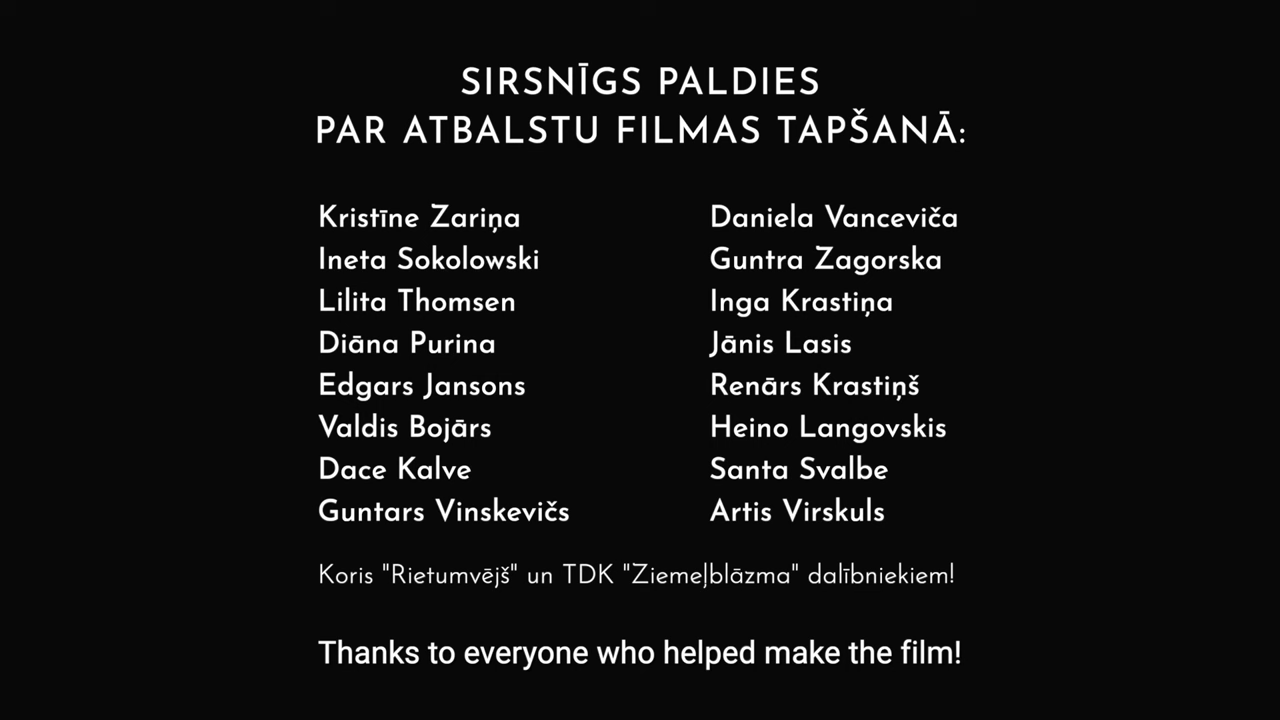 SIRSNĪGS PALDIES
PAR ATBALSTU FILMAS TAPŠANĀ:
Kristīne Zariņa
Ineta Sokolowski
Lilita Thomsen
Diāna Purina
Edgars Jansons
Valdis Bojārs
Dace Kalve
Guntars Vinskevičs
Daniela Vanceviča
Guntra Zagorska
Inga Krastiņa
Jānis Lasis
Renārs Krastiņš
Heino Langovskis
Santa Svalbe
Artis Virskuls
Koris "Rietumvējš" un TDK "Ziemeļblāzma" dalībniekiem!
Thanks to everyone who helped make the film!